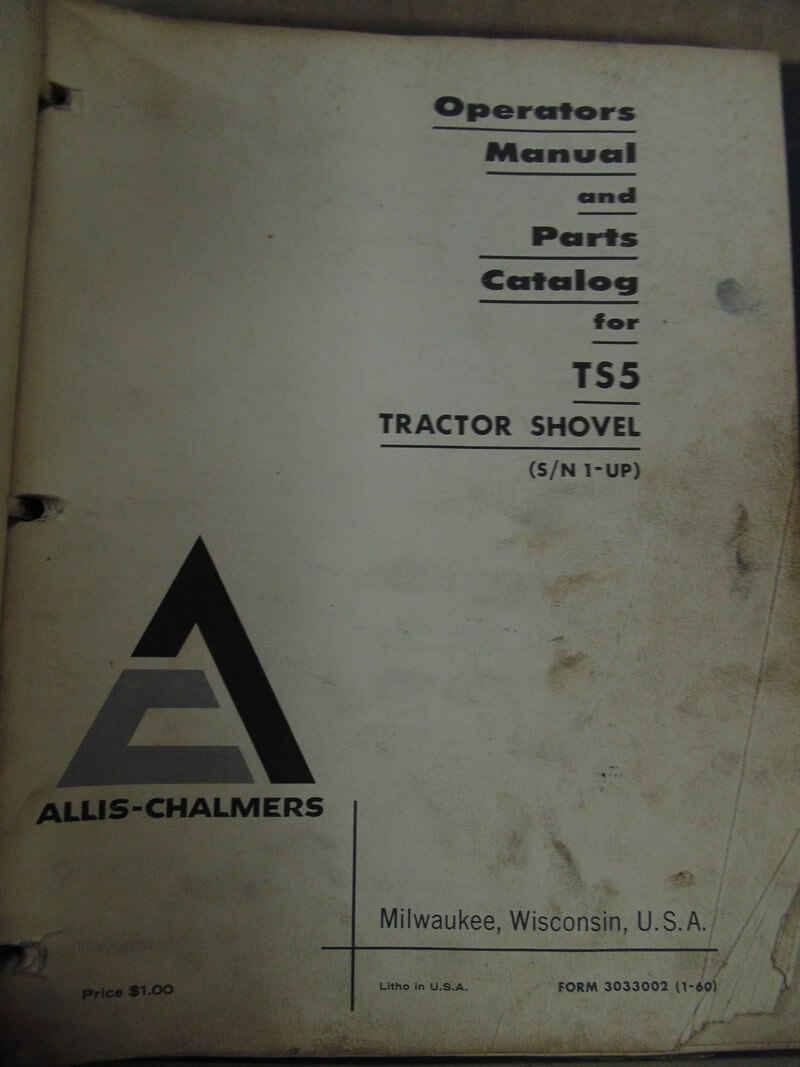 Operators
Manual
and
Parts
Catalog
for
TS5
TRACTOR SHOVEL
(S/N 1-UP)
ALLIS-CHALMERS
Milwaukee, Wisconsin, U.S.A.
Price $1.00
Litho in U.S.A.
FORM 3033002 (1-60)